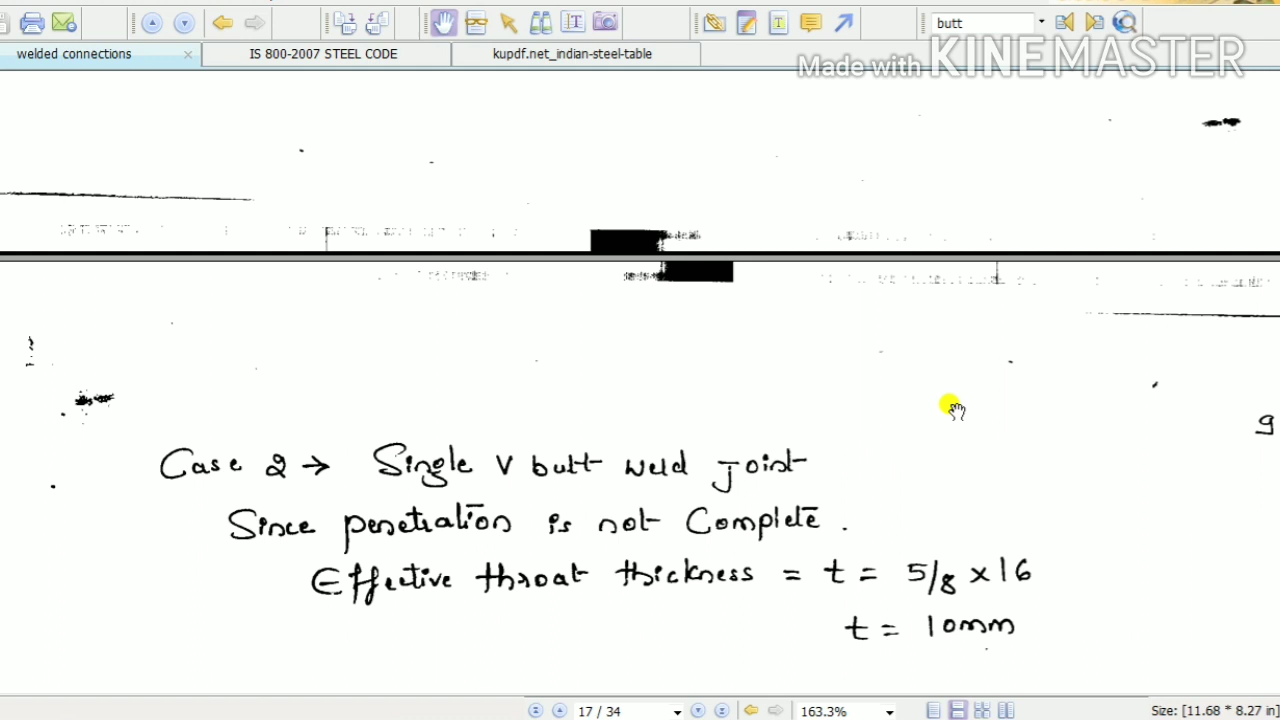 butt
welded connections
IS 800-2007 STEEL CODE
kupdf.net_indian-steel-table
Made with KINEMASTER
9
Case 2 → Single V butt weld joint
Since penetration is not Complete.
Effective throat thickness = t = 5/8 × 16
t = 10mm
17 / 34
163.3%
Size: [11.68 * 8.27 in]